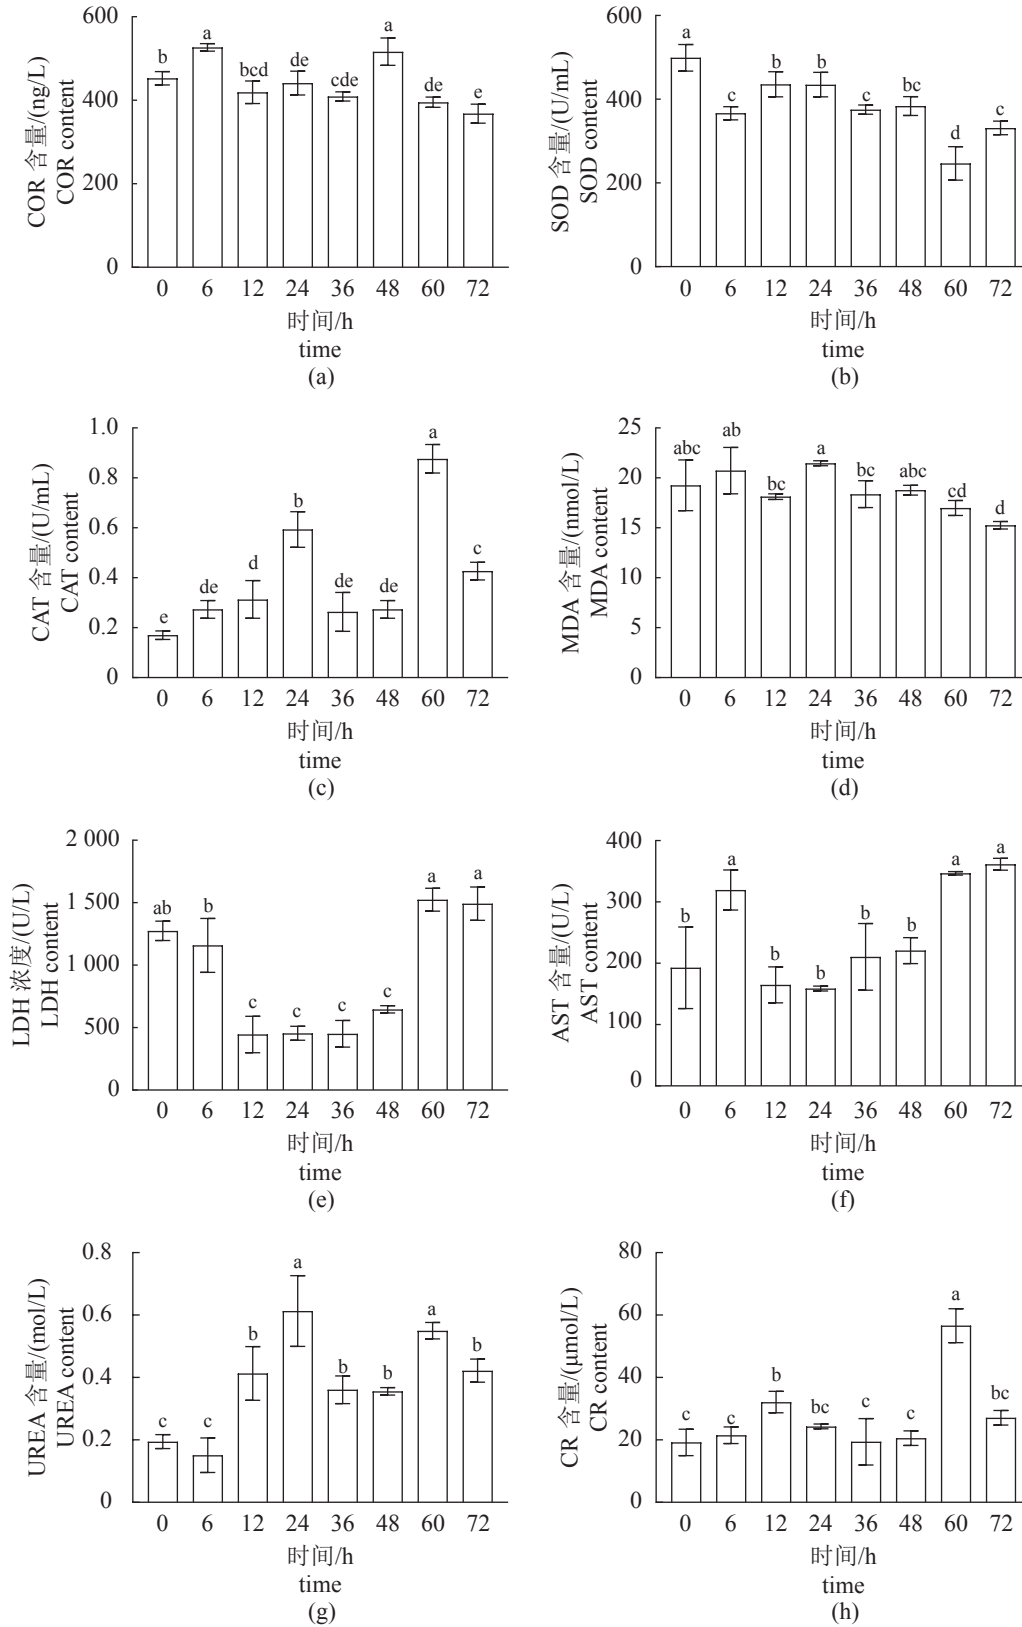 COR 含量/(ng/L)
COR content
600
400
200
0
b
a
bcd
de
cde
a
de
e
0 6 12 24 36 48 60 72
时间/h
time
(a)
SOD 含量/(U/mL)
SOD content
600
400
200
0
a
c
b
b
c
bc
d
c
0 6 12 24 36 48 60 72
时间/h
time
(b)
CAT 含量/(U/mL)
CAT content
1.0
0.8
0.6
0.4
0.2
0
e
de
d
b
de
de
a
c
0 6 12 24 36 48 60 72
时间/h
time
(c)
MDA 含量/(nmol/L)
MDA content
25
20
15
10
5
0
abc
ab
bc
a
bc
abc
cd
d
0 6 12 24 36 48 60 72
时间/h
time
(d)
LDH 浓度/(U/L)
LDH content
2 000
1 500
1 000
500
0
ab
b
c
c
c
c
a
a
0 6 12 24 36 48 60 72
时间/h
time
(e)
AST 含量/(U/L)
AST content
400
300
200
100
0
b
a
b
b
b
b
a
a
0 6 12 24 36 48 60 72
时间/h
time
(f)
UREA 含量/(mol/L)
UREA content
0.8
0.6
0.4
0.2
0
c
c
b
a
b
b
a
b
0 6 12 24 36 48 60 72
时间/h
time
(g)
CR 含量/(μmol/L)
CR content
80
60
40
20
0
c
c
b
bc
c
c
a
bc
0 6 12 24 36 48 60 72
时间/h
time
(h)